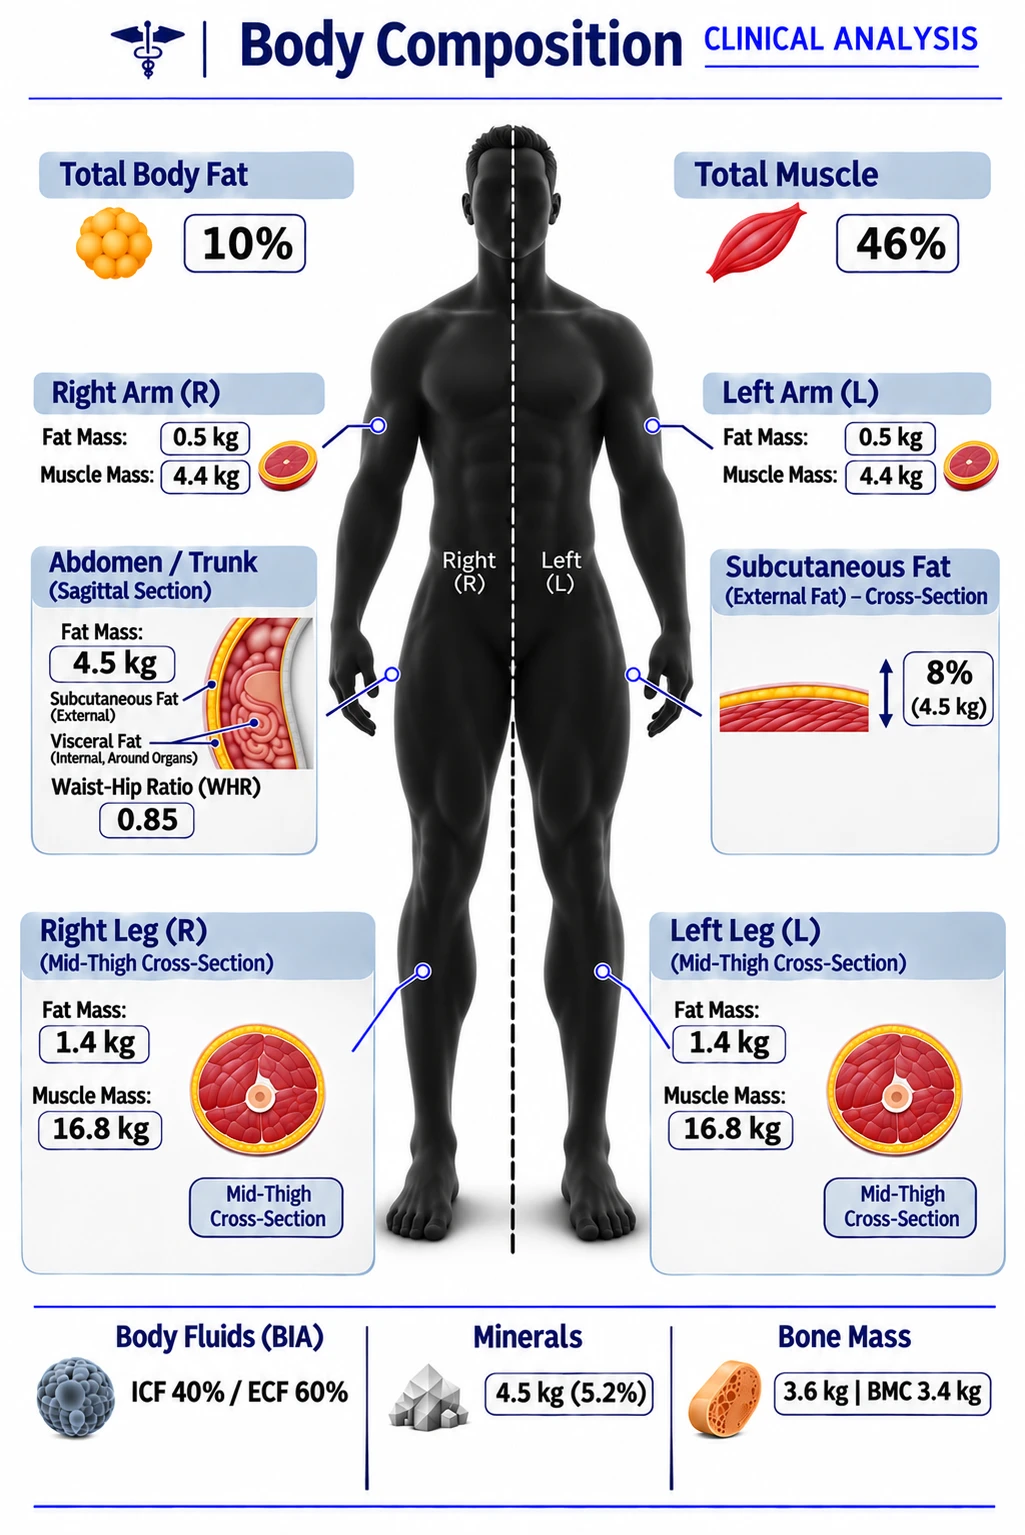 Body Composition
CLINICAL ANALYSIS
Total Body Fat
10%
Total Muscle
46%
Right Arm (R)
Fat Mass: 0.5 kg
Muscle Mass: 4.4 kg
Left Arm (L)
Fat Mass: 0.5 kg
Muscle Mass: 4.4 kg
Abdomen / Trunk
(Sagittal Section)
Fat Mass:
4.5 kg
Subcutaneous Fat
(External)
Visceral Fat
(Internal, Around Organs)
Waist-Hip Ratio (WHR)
0.85
Right
(R)
Left
(L)
Subcutaneous Fat
(External Fat) – Cross-Section
8%
(4.5 kg)
Right Leg (R)
(Mid-Thigh Cross-Section)
Fat Mass:
1.4 kg
Muscle Mass:
16.8 kg
Mid-Thigh
Cross-Section
Left Leg (L)
(Mid-Thigh Cross-Section)
Fat Mass:
1.4 kg
Muscle Mass:
16.8 kg
Mid-Thigh
Cross-Section
Body Fluids (BIA)
ICF 40% / ECF 60%
Minerals
4.5 kg (5.2%)
Bone Mass
3.6 kg | BMC 3.4 kg